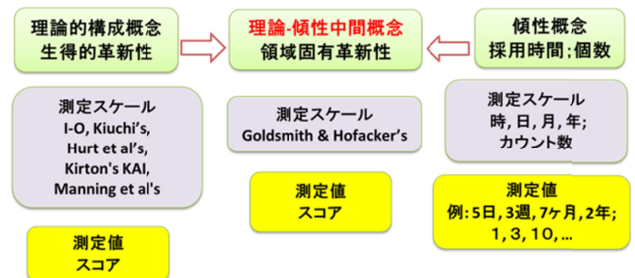 理論的構成概念
生得的革新性
測定スケール
I-O, Kiuchi’s,
Hurt et al’s,
Kirton's KAI,
Manning et al's
測定値
スコア
理論-傾性中間概念
領域固有革新性
測定スケール
Goldsmith & Hofacker’s
測定値
スコア
傾性概念
採用時間;個数
測定スケール
時, 日, 月, 年;
カウント数
測定値
例: 5日, 3週, 7ヶ月, 2年;
1, 3, 10, …